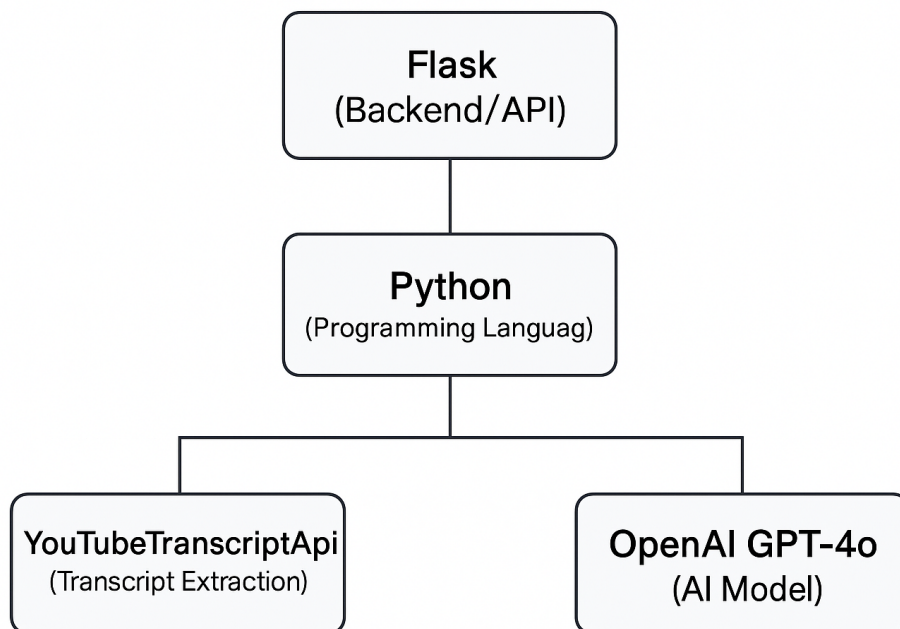 Flask
(Backend/API)
Python
(Programming Languag)
YouTubeTranscriptApi
(Transcript Extraction)
OpenAI GPT-4o
(AI Model)